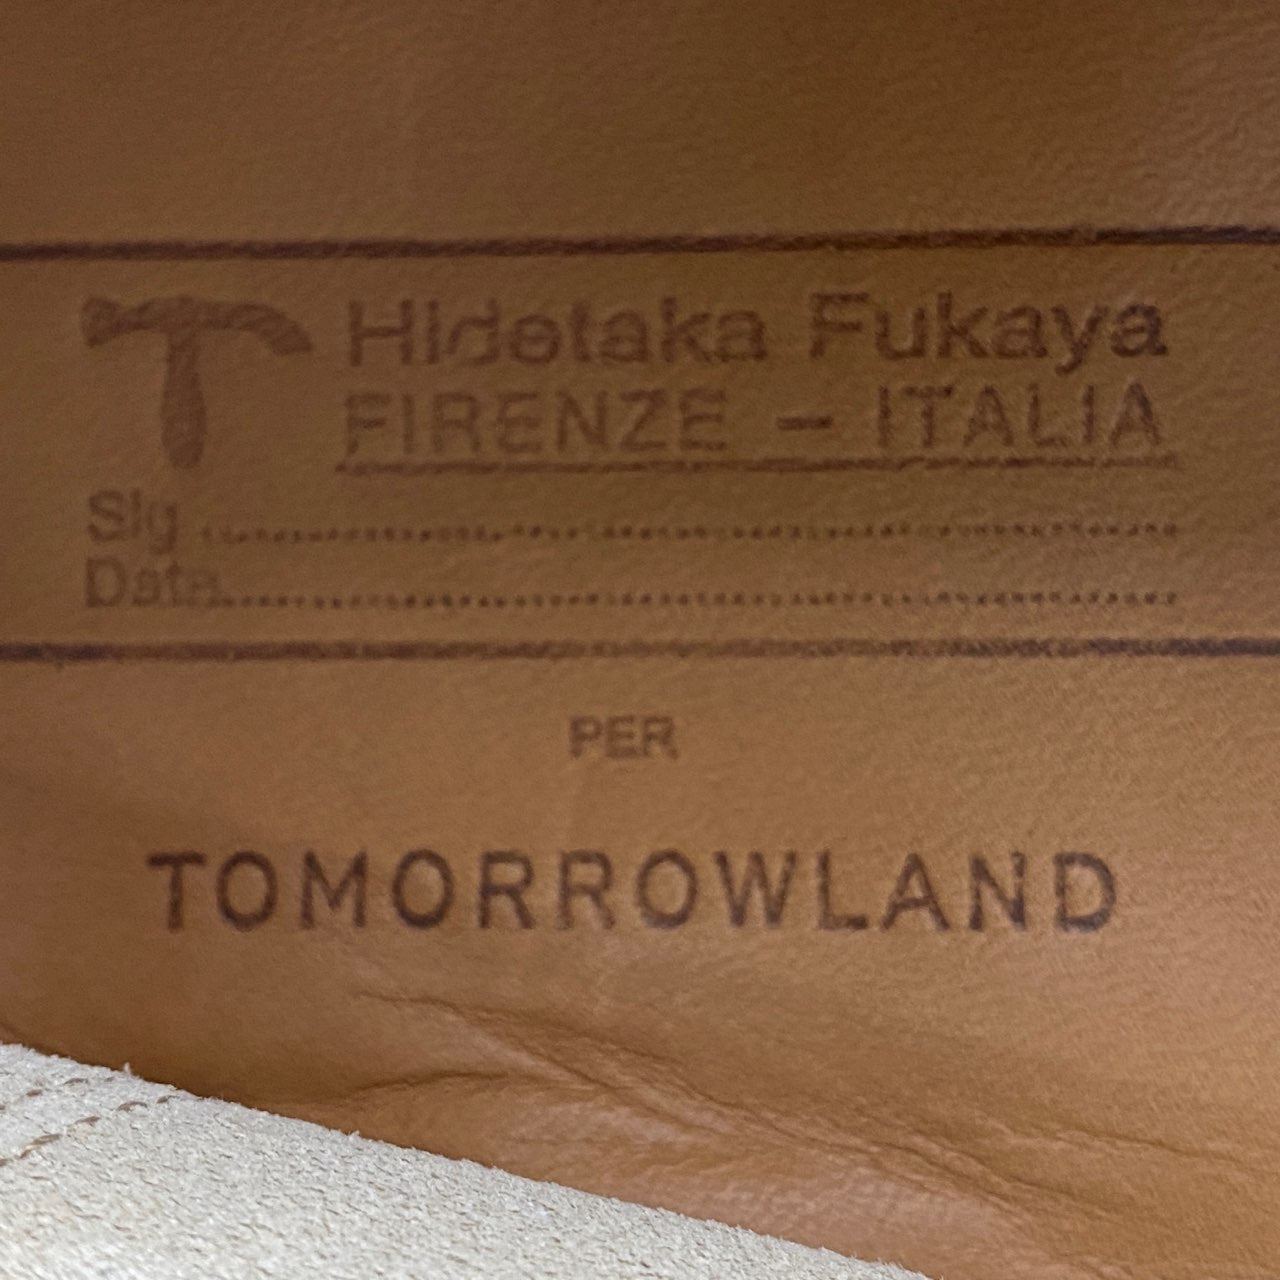 Hidetaka Fukaya
FIRENZE – ITALIA
Sig ..........
Data ..........
PER
TOMORROWLAND